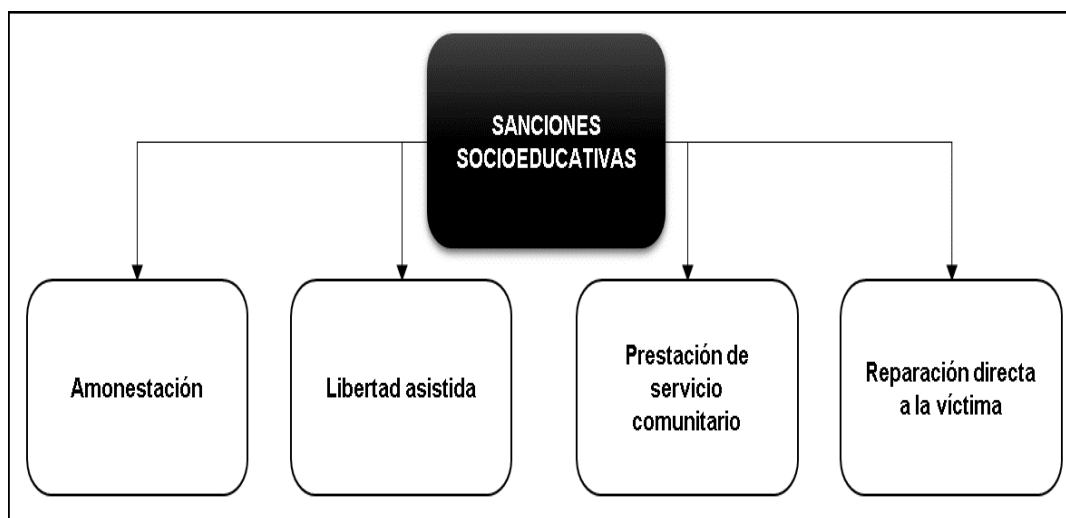 SANCIONES
SOCIOEDUCATIVAS
Amonestación
Libertad asistida
Prestación de
servicio
comunitario
Reparación directa
a la víctima